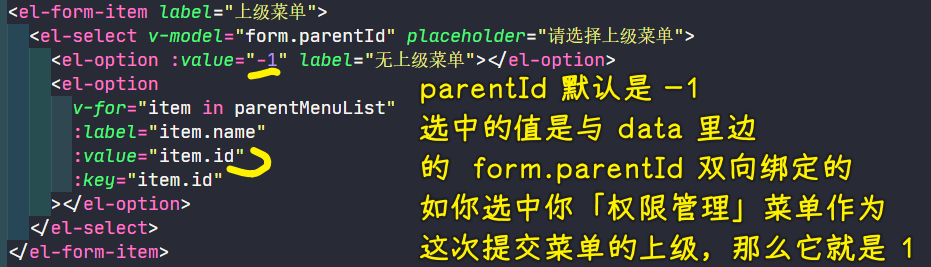 <el-form-item label="上级菜单">
<el-select v-model="form.parentId" placeholder="请选择上级菜单">
<el-option :value="-1" label="无上级菜单"></el-option>
<el-option
v-for="item in parentMenuList"
:label="item.name"
:value="item.id"
:key="item.id"
></el-option>
</el-select>
</el-form-item>
parentId 默认是 -1
选中的值是与 data 里边
的 form.parentId 双向绑定的
如你选中你「权限管理」菜单作为
这次提交菜单的上级，那么它就是 1